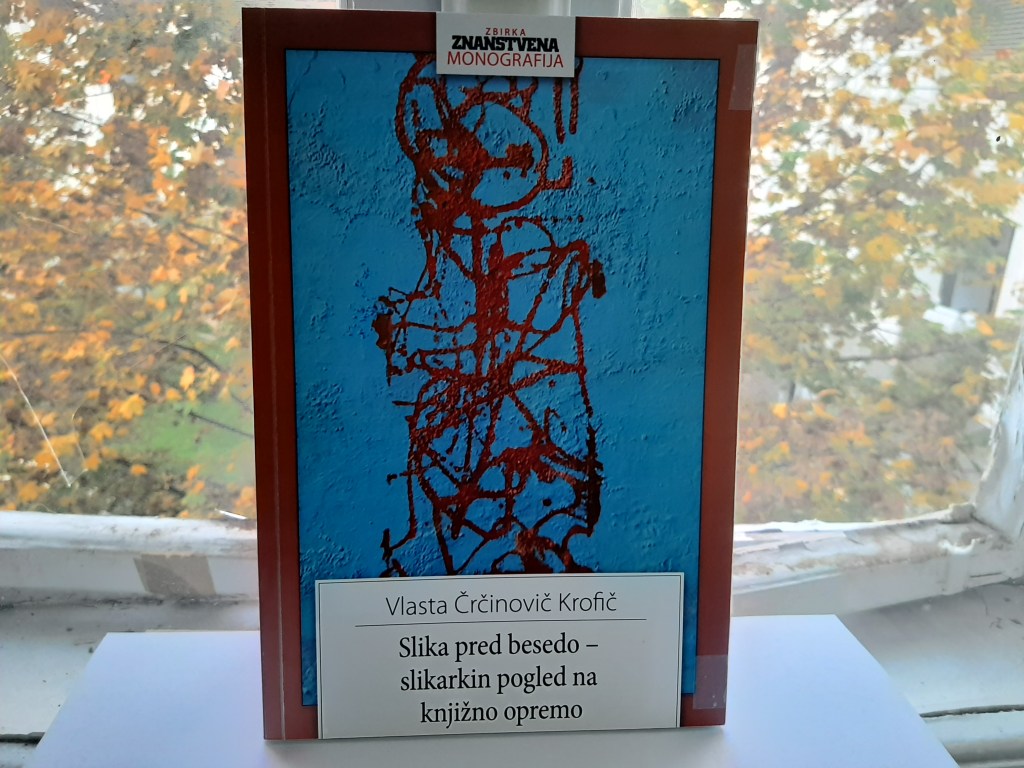 ZBIRKA
ZNANSTVENA
MONOGRAFIJA
Vlasta Črčinovič Krofič
Slika pred besedo –
slikarkin pogled na
knjižno opremo